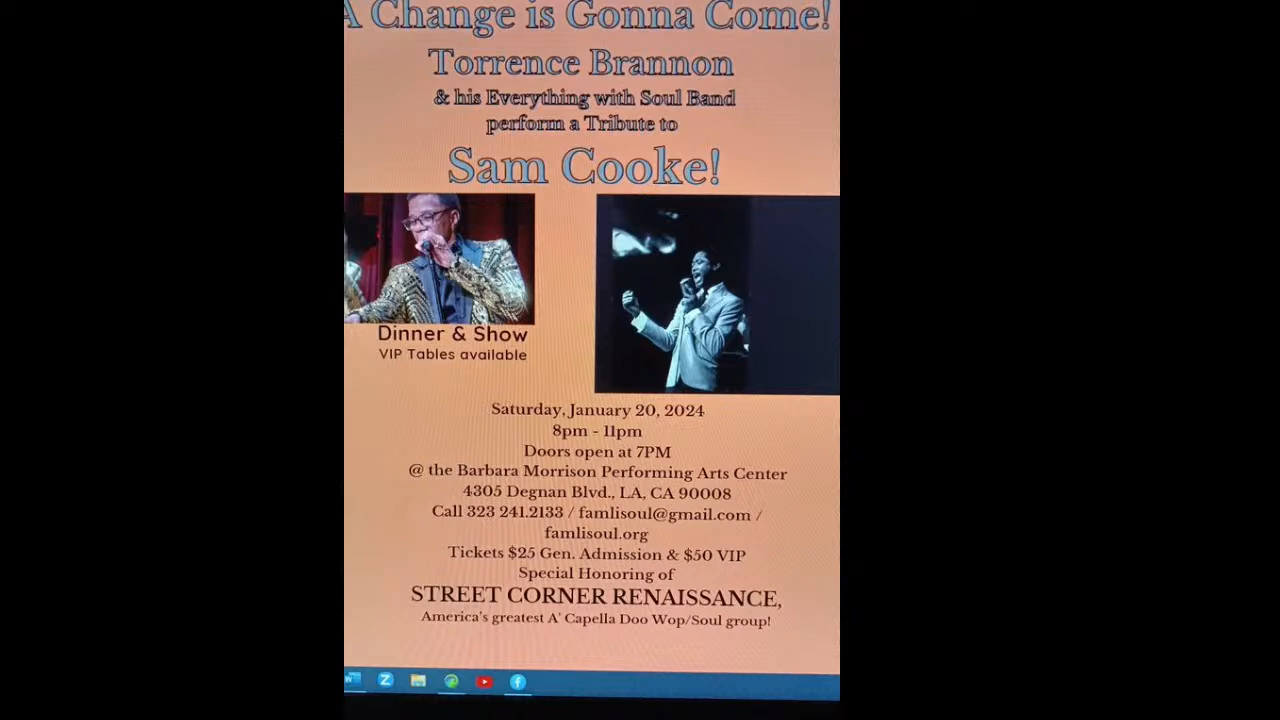 A Change is Gonna Come!
Torrence Brannon
& his Everything with Soul Band
perform a Tribute to
Sam Cooke!
Dinner & Show
VIP Tables available
Saturday, January 20, 2024
8pm - 11pm
Doors open at 7PM
@ the Barbara Morrison Performing Arts Center
4305 Degnan Blvd., LA, CA 90008
Call 323 241.2133 / famlisoul@gmail.com /
famlisoul.org
Tickets $25 Gen. Admission & $50 VIP
Special Honoring of
STREET CORNER RENAISSANCE,
America's greatest A' Capella Doo Wop/Soul group!